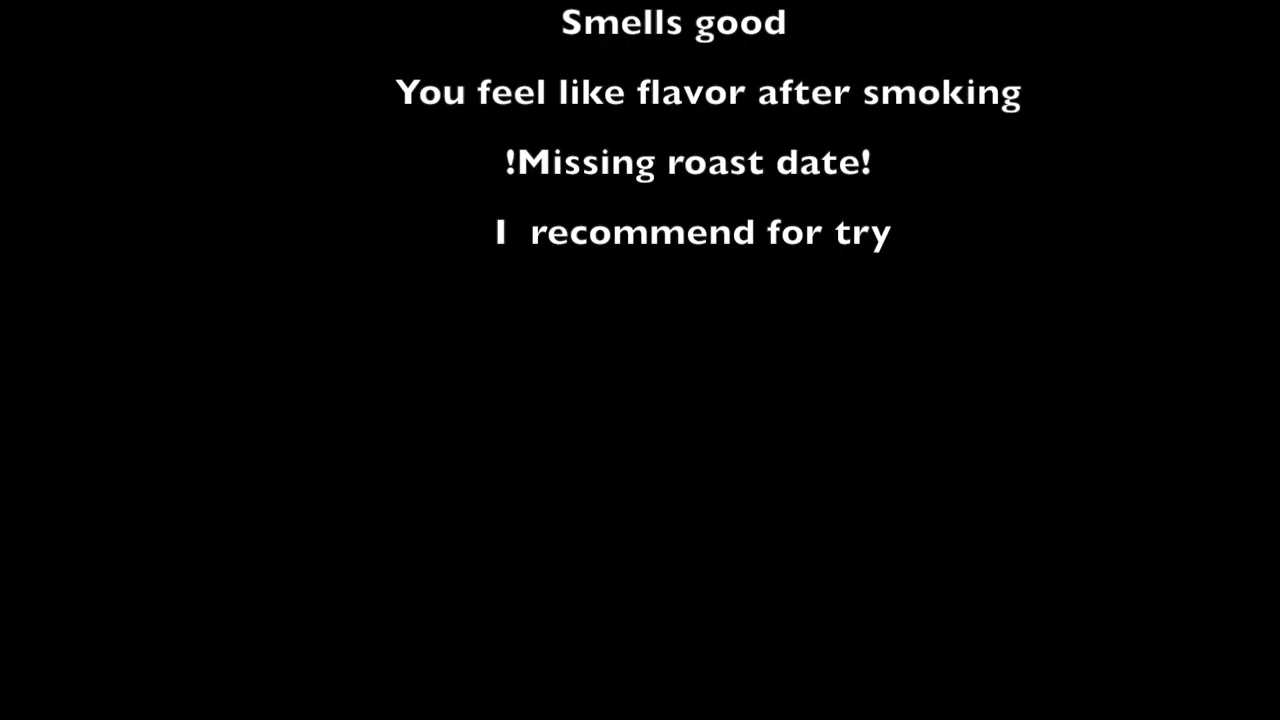 Smells good
You feel like flavor after smoking
!Missing roast date!
I  recommend for try